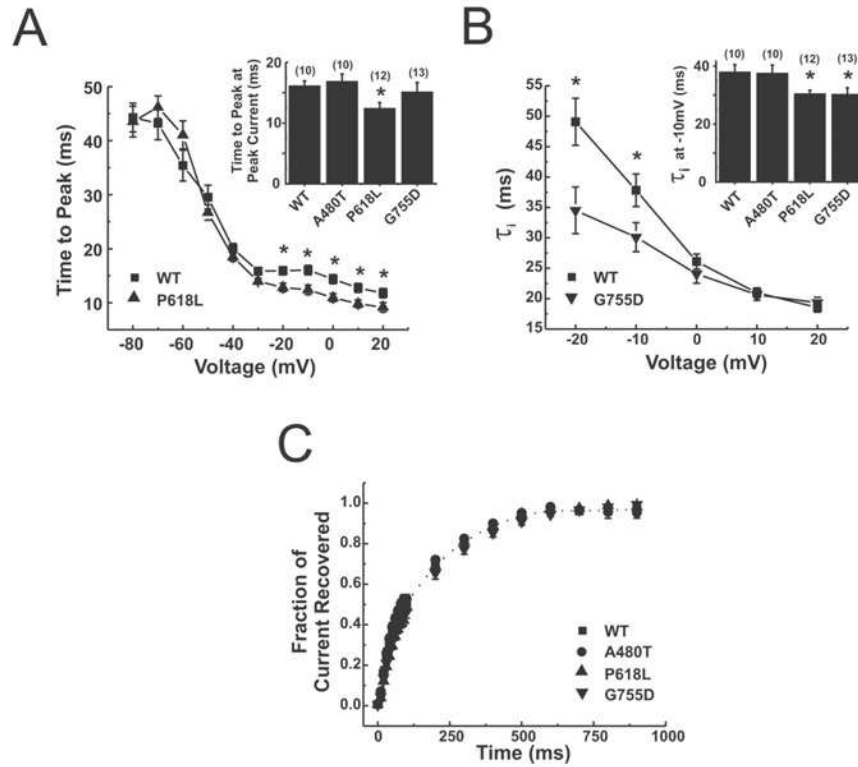 A
Time to Peak (ms)
50
40
30
20
10
-80
-60
-40
-20
0
20
Voltage (mV)
WT
P618L
*
*
*
*
*
Time to Peak at
Peak Current (ms)
20
10
0
(10)
(10)
(12)
(13)
*
WT
A480T
P618L
G755D
B
τi (ms)
55
50
45
40
35
30
25
20
15
-20
-10
0
10
20
Voltage (mV)
WT
G755D
*
*
τi at -10mV (ms)
40
20
0
(10)
(10)
(12)
(13)
*
*
WT
A480T
P618L
G755D
C
Fraction of
Current Recovered
1.0
0.8
0.6
0.4
0.2
0.0
0
250
500
750
1000
Time (ms)
WT
A480T
P618L
G755D